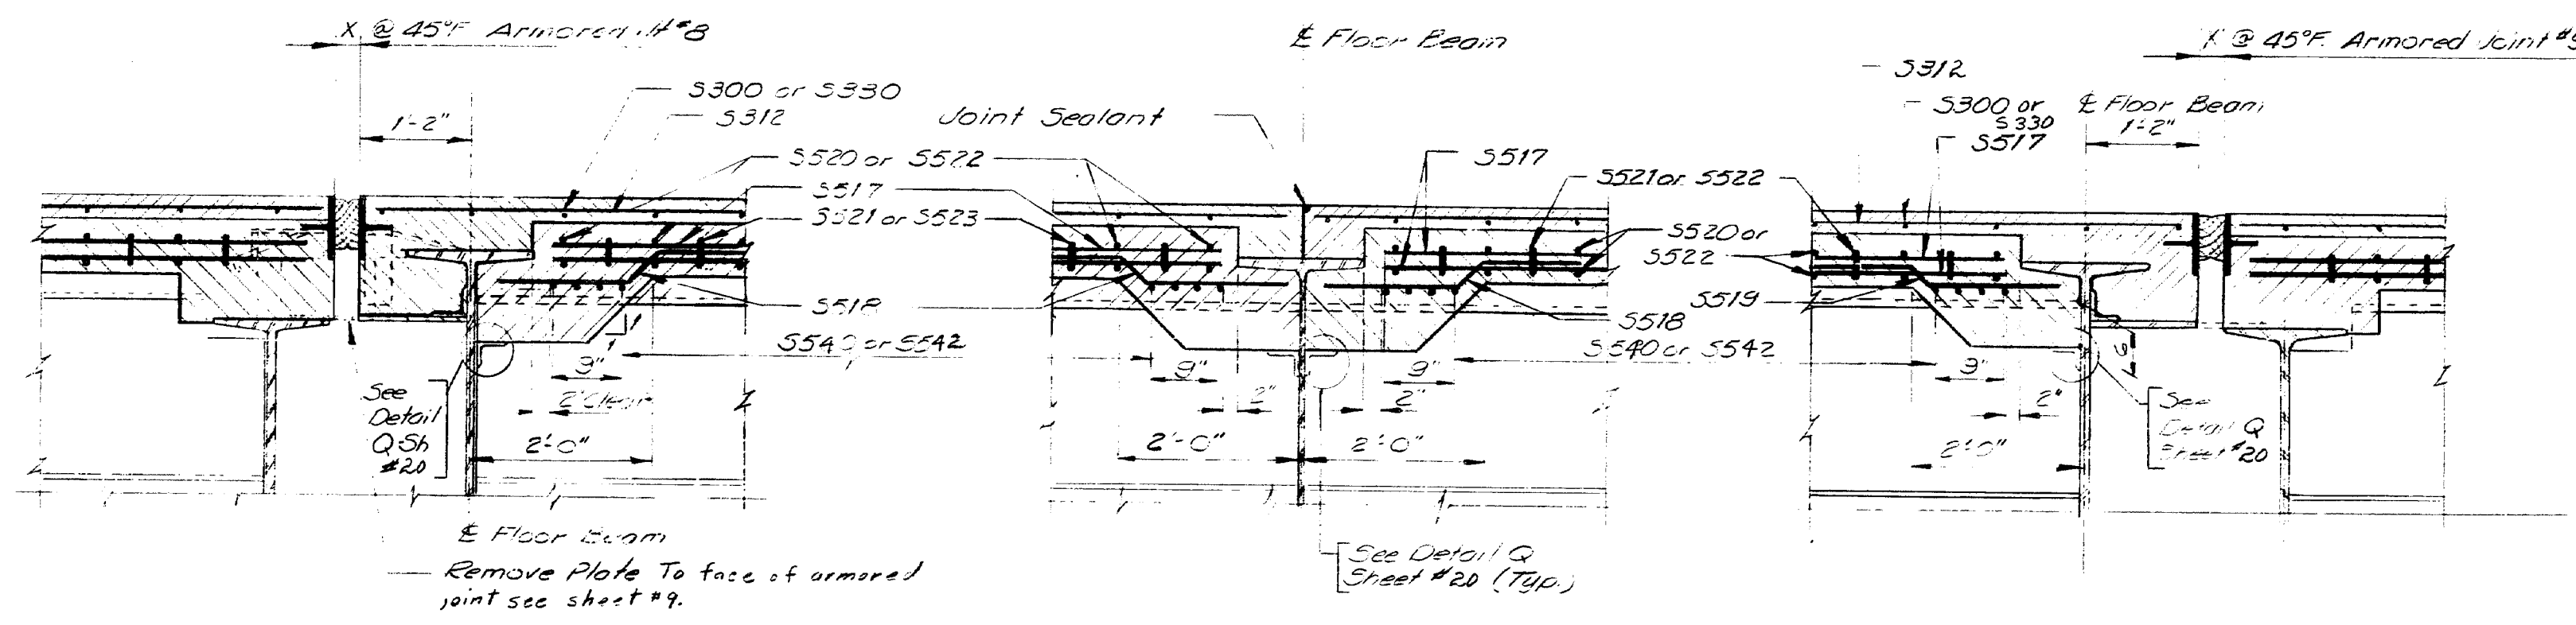 X @ 45°F. Armored Jt #8
1'-2"
S300 or S330
S312
Joint Sealant
S520 or S522
S517
S521 or S523
S518
S540 or S542
9"
2" Clear
2'-0"
See
Detail
Q-Sh
#20
℄ Floor Beam
Remove Plate To face of armored
joint see sheet #9.
℄ Floor Beam
S517
S521 or S522
S520 or
S522
S518
S540 or S542
9"
2"
2'-0"
9"
2"
2'-0"
See Detail Q
Sheet #20 (Typ.)
X @ 45°F. Armored Joint
S312
S300 or
S330
S517
℄ Floor Beam
1'-2"
S519
9"
2"
2'-0"
See
Detail Q
Sheet #20